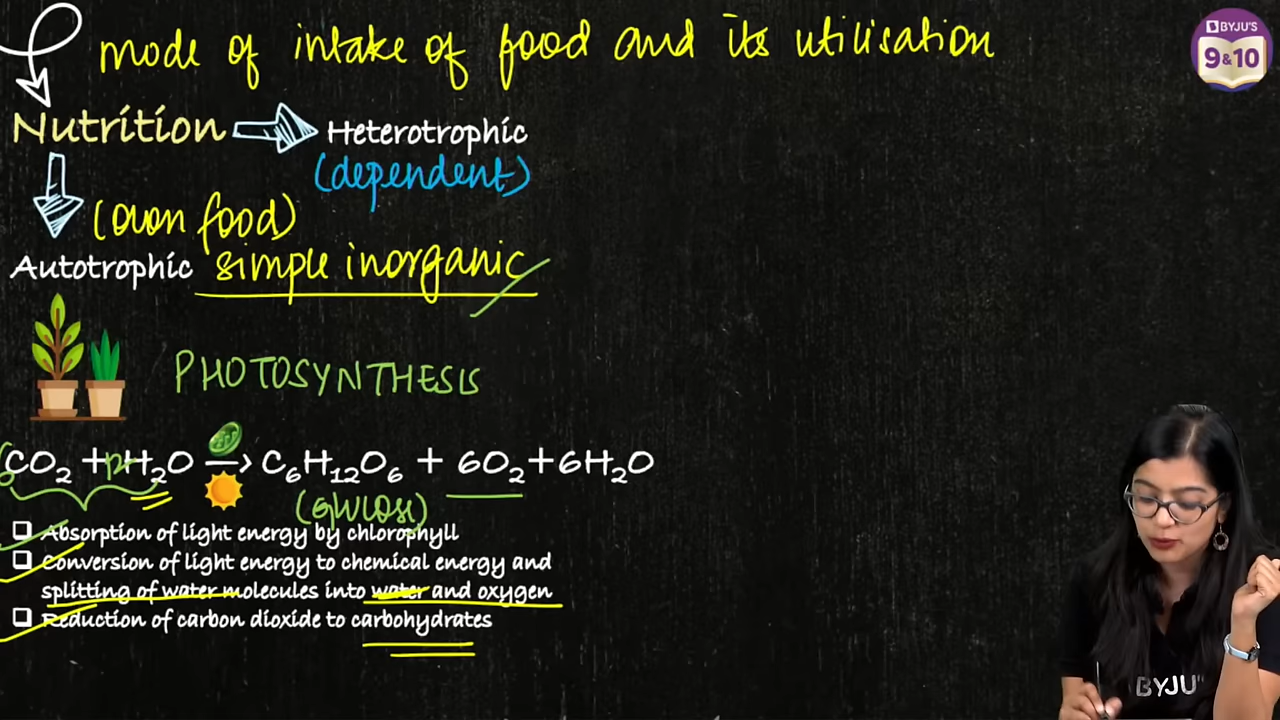 mode of intake of food and its utilisation
BYJU'S
9&10
Nutrition
Heterotrophic
(dependent)
(own food)
Autotrophic simple inorganic
PHOTOSYNTHESIS
6CO₂ + 12H₂O → C₆H₁₂O₆ + 6O₂+6H₂O
(glucose)
Absorption of light energy by chlorophyll
Conversion of light energy to chemical energy and
splitting of water molecules into water and oxygen
Reduction of carbon dioxide to carbohydrates
BYJU'